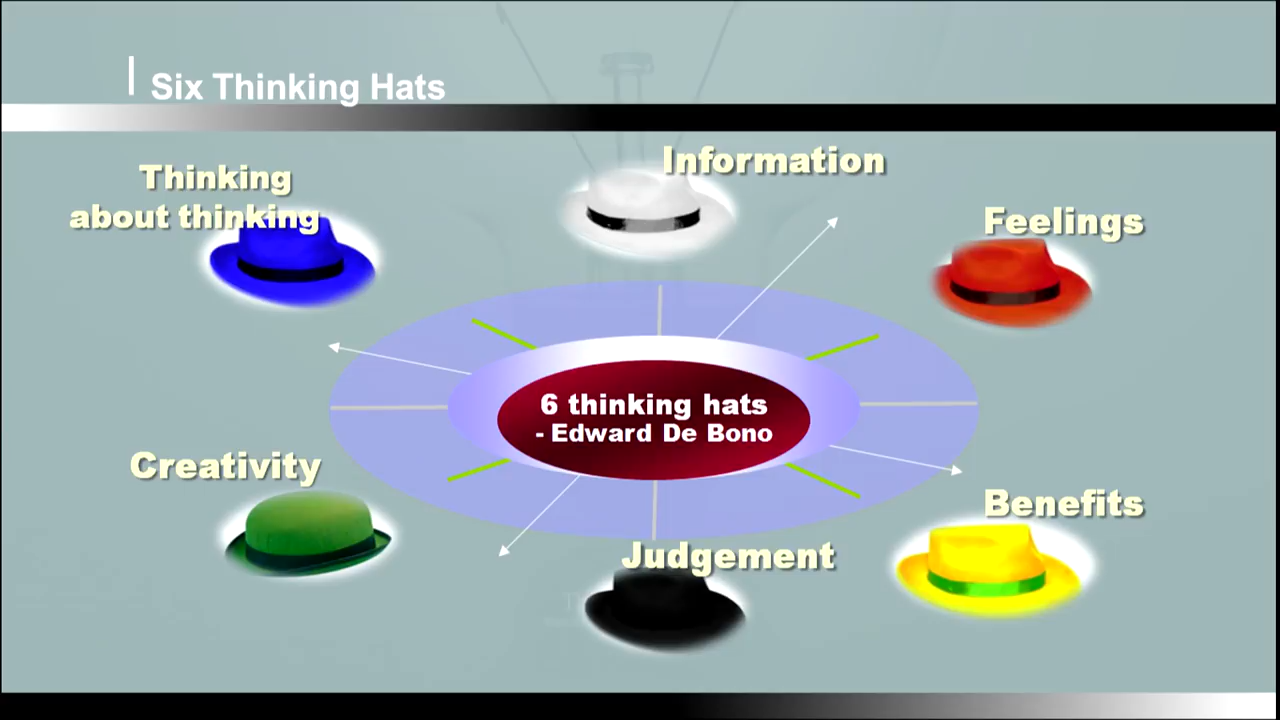 Six Thinking Hats
Information
Thinking
about thinking
Feelings
6 thinking hats
- Edward De Bono
Creativity
Benefits
Judgement